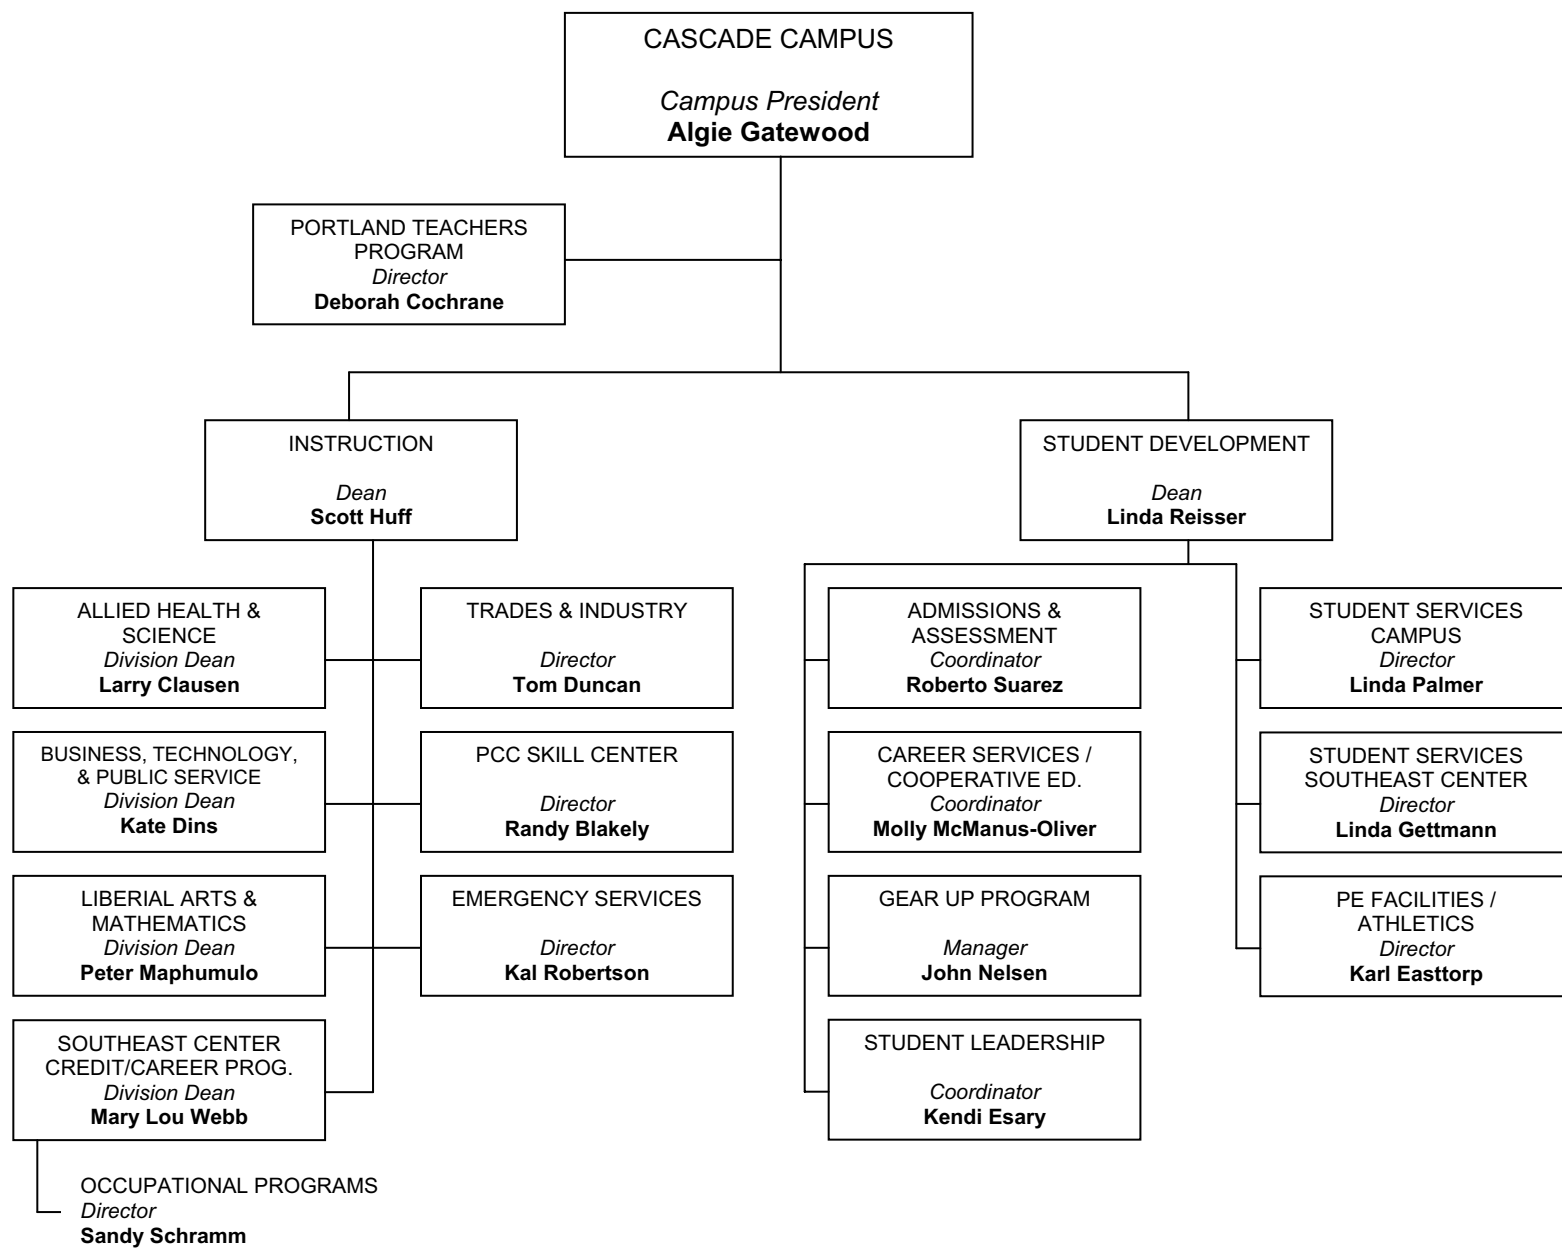 CASCADE CAMPUS
Campus President
Algie Gatewood
PORTLAND TEACHERS
PROGRAM
Director
Deborah Cochrane
INSTRUCTION
Dean
Scott Huff
STUDENT DEVELOPMENT
Dean
Linda Reisser
ALLIED HEALTH &
SCIENCE
Division Dean
Larry Clausen
TRADES & INDUSTRY
Director
Tom Duncan
ADMISSIONS &
ASSESSMENT
Coordinator
Roberto Suarez
STUDENT SERVICES
CAMPUS
Director
Linda Palmer
BUSINESS, TECHNOLOGY,
& PUBLIC SERVICE
Division Dean
Kate Dins
PCC SKILL CENTER
Director
Randy Blakely
CAREER SERVICES /
COOPERATIVE ED.
Coordinator
Molly McManus-Oliver
STUDENT SERVICES
SOUTHEAST CENTER
Director
Linda Gettmann
LIBERIAL ARTS &
MATHEMATICS
Division Dean
Peter Maphumulo
EMERGENCY SERVICES
Director
Kal Robertson
GEAR UP PROGRAM
Manager
John Nelsen
PE FACILITIES /
ATHLETICS
Director
Karl Easttorp
SOUTHEAST CENTER
CREDIT/CAREER PROG.
Division Dean
Mary Lou Webb
STUDENT LEADERSHIP
Coordinator
Kendi Esary
OCCUPATIONAL PROGRAMS
Director
Sandy Schramm